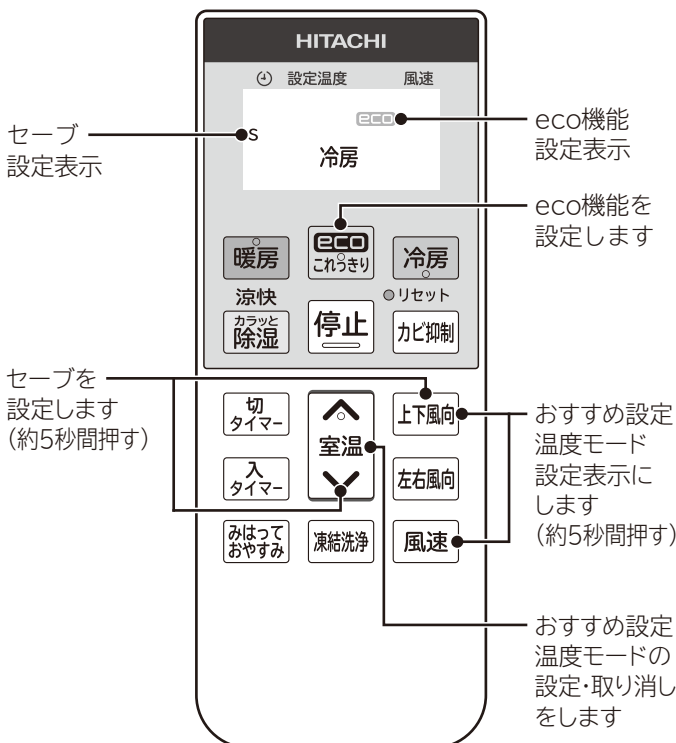 HITACHI
設定温度 風速
eco
s
冷房
セーブ
設定表示
eco機能
設定表示
eco機能を
設定します
暖房
eco
これっきり
冷房
涼快
リセット
カラッと
除湿
停止
カビ抑制
セーブを
設定します
(約5秒間押す)
切
タイマー
室温
上下風向
入
タイマー
左右風向
みはって
おやすみ
凍結洗浄
風速
おすすめ設定
温度モード
設定表示に
します
(約5秒間押す)
おすすめ設定
温度モードの
設定・取り消し
をします